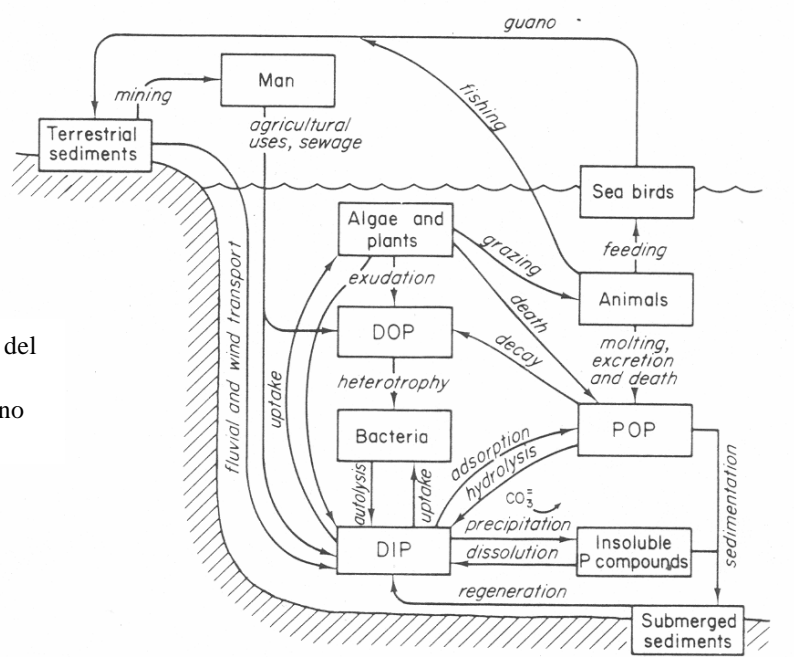 guano
Man
mining
fishing
agricultural
uses, sewage
Terrestrial
sediments
Sea birds
Algae and
plants
grazing
feeding
exudation
Animals
fluvial and wind transport
death
DOP
decay
molting,
excretion
and death
del
uptake
heterotrophy
no
POP
Bacteria
adsorption
hydrolysis
autolysis
uptake
CO₃⁼
sedimentation
precipitation
DIP
dissolution
Insoluble
P compounds
regeneration
Submerged
sediments